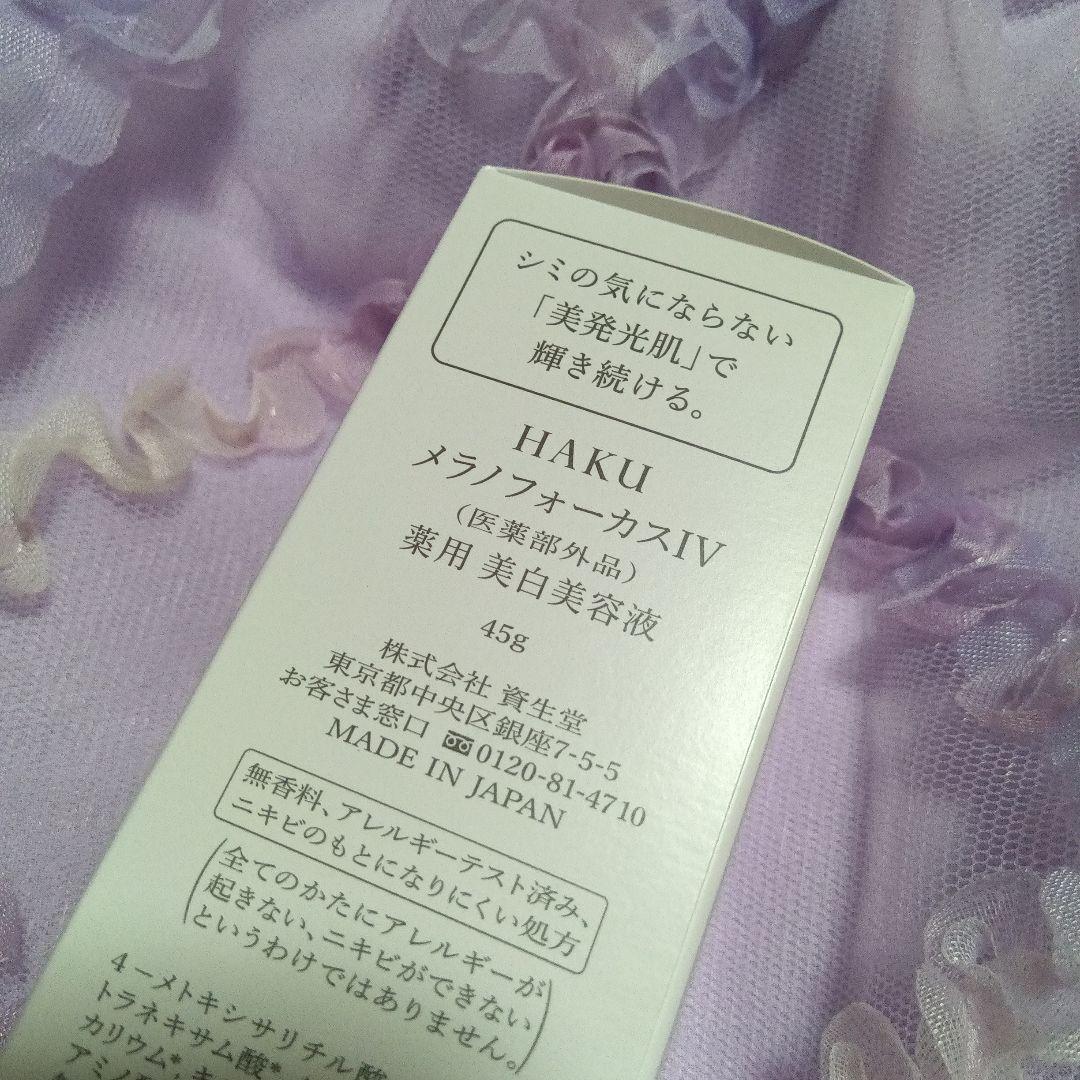 シミの気にならない
「美発光肌」で
輝き続ける。
HAKU
メラノフォーカスIV
（医薬部外品）
薬用 美白美容液
45g
株式会社 資生堂
東京都中央区銀座7-5-5
お客さま窓口 0120-81-4710
MADE IN JAPAN
無香料、アレルギーテスト済み、
ニキビのもとになりにくい処方
(全てのかたにアレルギーが
起きない、ニキビができない
というわけではありません。)
4－メトキシサリチル酸
トラネキサム酸*
カリウム*,
アミノ